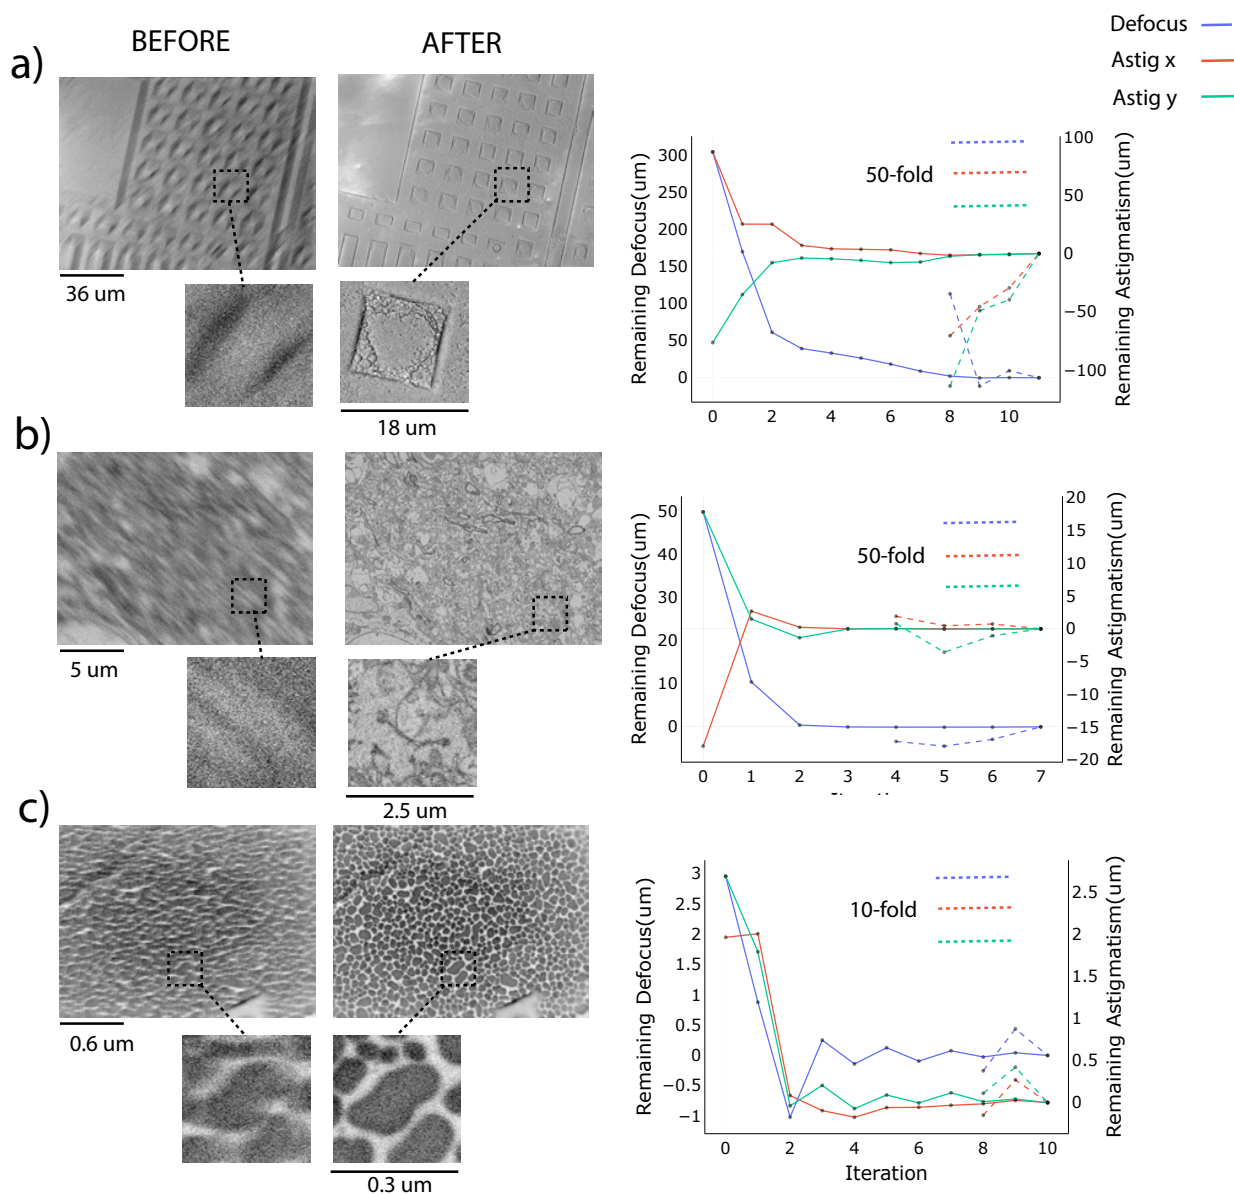 BEFORE
AFTER
Defocus
Astig x
Astig y
a)
36 um
18 um
Remaining Defocus(um)
300
250
200
150
100
50
0
50-fold
100
50
0
−50
−100
Remaining Astigmatism(um)
0
2
4
6
8
10
b)
5 um
2.5 um
Remaining Defocus(um)
50
40
30
20
10
0
50-fold
20
15
10
5
0
−5
−10
−15
−20
Remaining Astigmatism(um)
0
1
2
3
4
5
6
7
c)
0.6 um
0.3 um
Remaining Defocus(um)
3
2.5
2
1.5
1
0.5
0
−0.5
−1
10-fold
2.5
2
1.5
1
0.5
0
Remaining Astigmatism(um)
0
2
4
6
8
10
Iteration